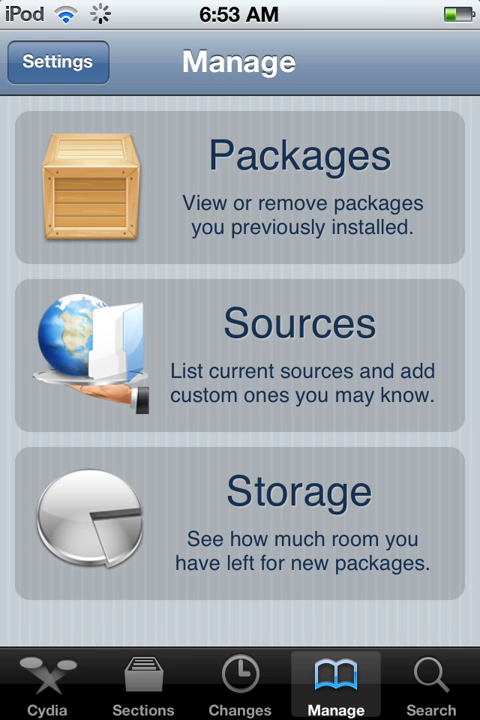 iPod 6:53 AM
Settings Manage
Packages
View or remove packages
you previously installed.
Sources
List current sources and add
custom ones you may know.
Storage
See how much room you
have left for new packages.
Cydia Sections Changes Manage Search